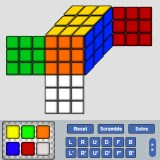 Reset Scramble Solve
L R U D F B
L' R' U' D' F' B'